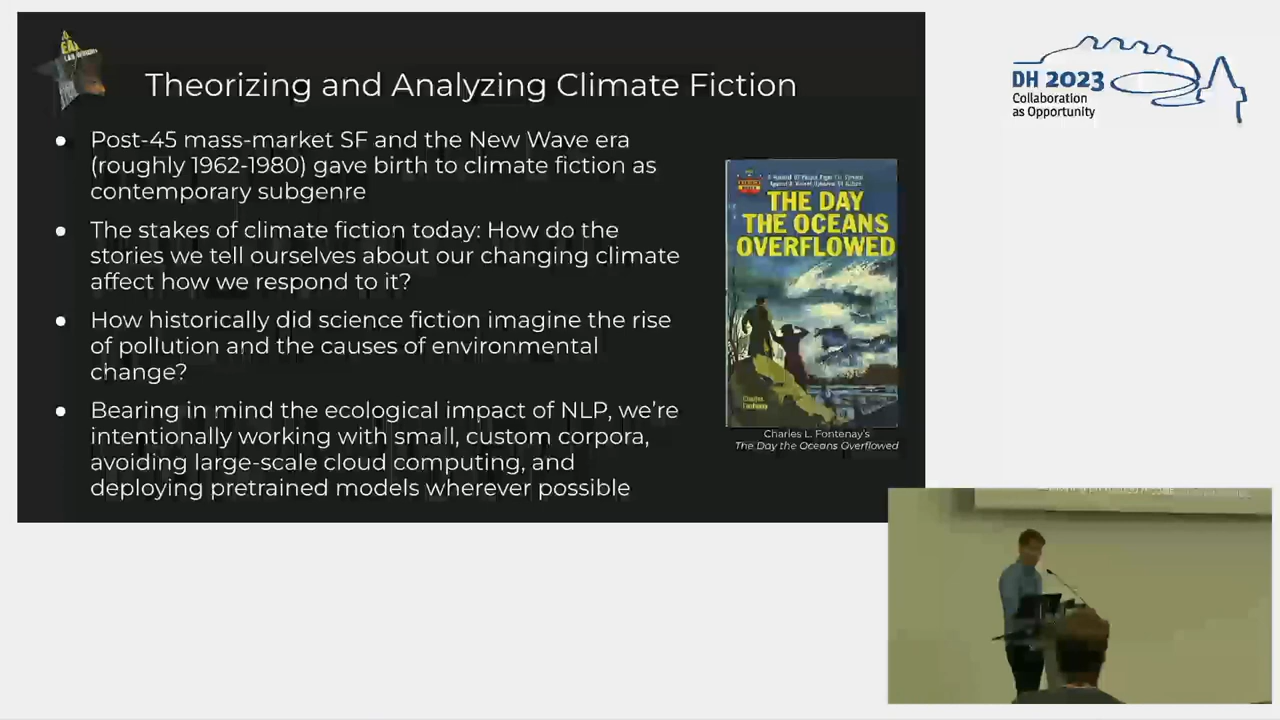 Theorizing and Analyzing Climate Fiction
● Post-45 mass-market SF and the New Wave era
(roughly 1962-1980) gave birth to climate fiction as
contemporary subgenre
● The stakes of climate fiction today: How do the
stories we tell ourselves about our changing climate
affect how we respond to it?
● How historically did science fiction imagine the rise
of pollution and the causes of environmental
change?
● Bearing in mind the ecological impact of NLP, we're
intentionally working with small, custom corpora,
avoiding large-scale cloud computing, and
deploying pretrained models wherever possible
THE DAY
THE OCEANS
OVERFLOWED
Charles
Fontenay
Charles L. Fontenay's
The Day the Oceans Overflowed
DH 2023
Collaboration
as Opportunity